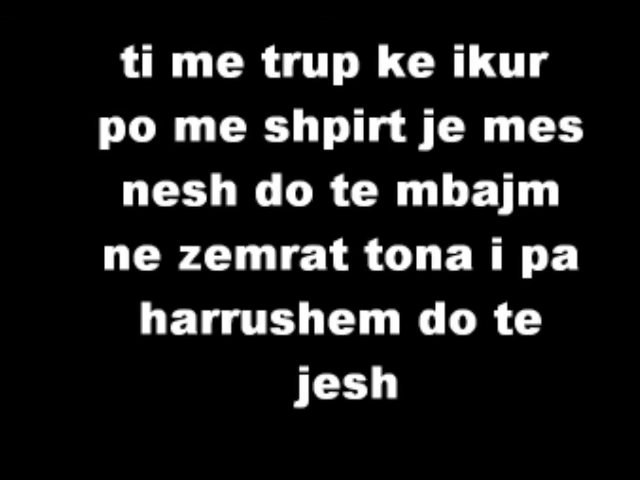 ti me trup ke ikur
po me shpirt je mes
nesh do te mbajm
ne zemrat tona i pa
harrushem do te
jesh